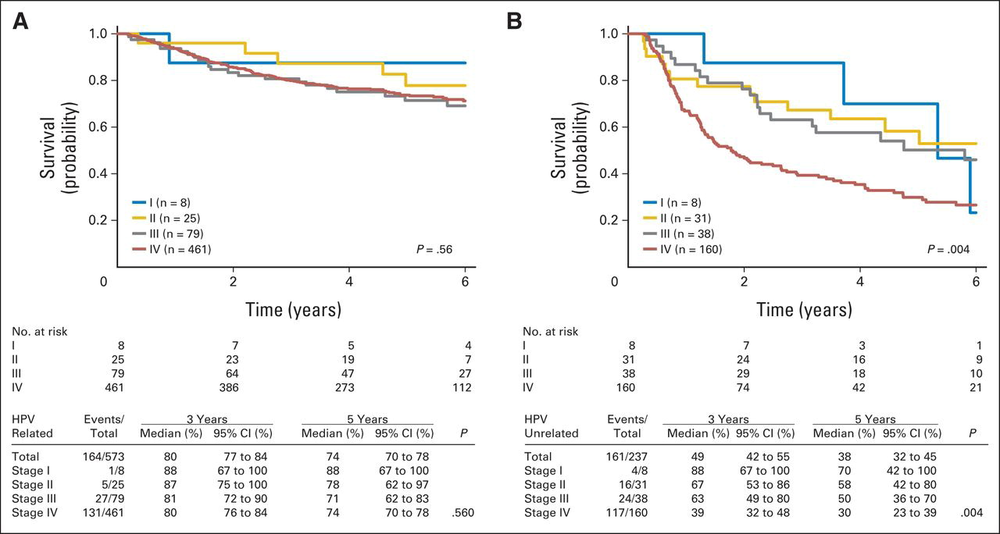 A
Survival
(probability)
1.0
0.8
0.6
0.4
0.2
0
2
4
6
I (n = 8)
II (n = 25)
III (n = 79)
IV (n = 461)
P = .56
Time (years)
No. at risk
I 8 7 5 4
II 25 23 19 7
III 79 64 47 27
IV 461 386 273 112
HPV Events/ 3 Years 5 Years
Related Total Median (%) 95% CI (%) Median (%) 95% CI (%) P
Total 164/573 80 77 to 84 74 70 to 78
Stage I 1/8 88 67 to 100 88 67 to 100
Stage II 5/25 87 75 to 100 78 62 to 97
Stage III 27/79 81 72 to 90 71 62 to 83
Stage IV 131/461 80 76 to 84 74 70 to 78 .560
B
Survival
(probability)
1.0
0.8
0.6
0.4
0.2
0
2
4
6
I (n = 8)
II (n = 31)
III (n = 38)
IV (n = 160)
P = .004
Time (years)
No. at risk
I 8 7 3 1
II 31 24 16 9
III 38 29 18 10
IV 160 74 42 21
HPV Events/ 3 Years 5 Years
Unrelated Total Median (%) 95% CI (%) Median (%) 95% CI (%) P
Total 161/237 49 42 to 55 38 32 to 45
Stage I 4/8 88 67 to 100 70 42 to 100
Stage II 16/31 67 53 to 86 58 42 to 80
Stage III 24/38 63 49 to 80 50 36 to 70
Stage IV 117/160 39 32 to 48 30 23 to 39 .004